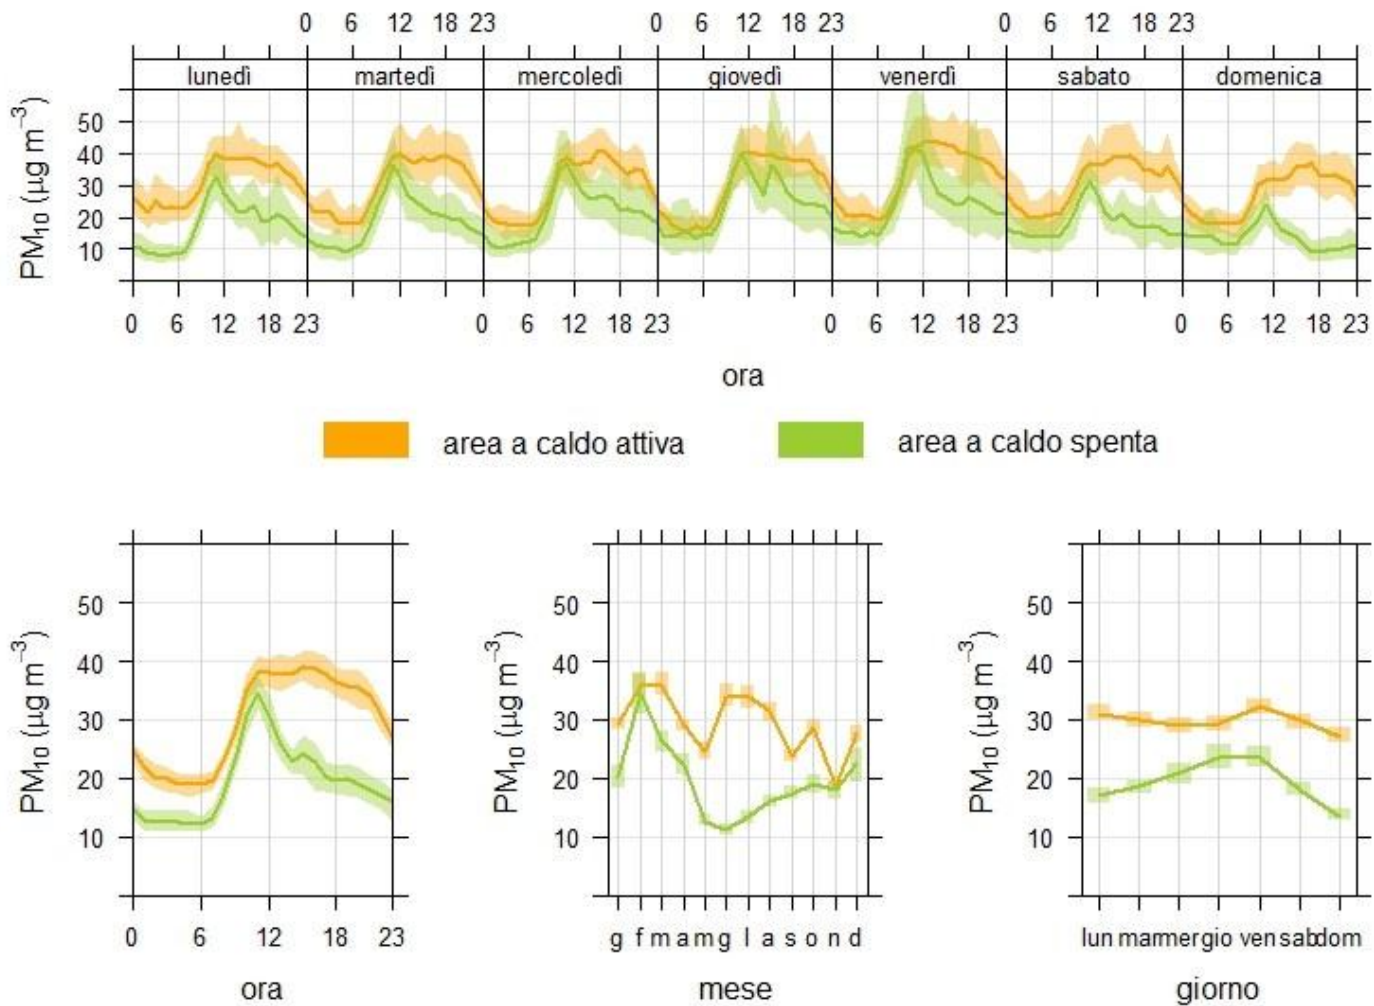 0 6 12 18 23 0 6 12 18 23 0 6 12 18 23
lunedì martedì mercoledì giovedì venerdì sabato domenica
PM10 (µg m−3)
50
40
30
20
10
0 6 12 18 23 0 6 12 18 23 0 6 12 18 23 0 6 12 18 23
ora
area a caldo attiva area a caldo spenta
PM10 (µg m−3)
50
40
30
20
10
0 6 12 18 23
ora
PM10 (µg m−3)
50
40
30
20
10
g f m a m g l a s o n d
mese
PM10 (µg m−3)
50
40
30
20
10
lun mar mer gio ven sab dom
giorno